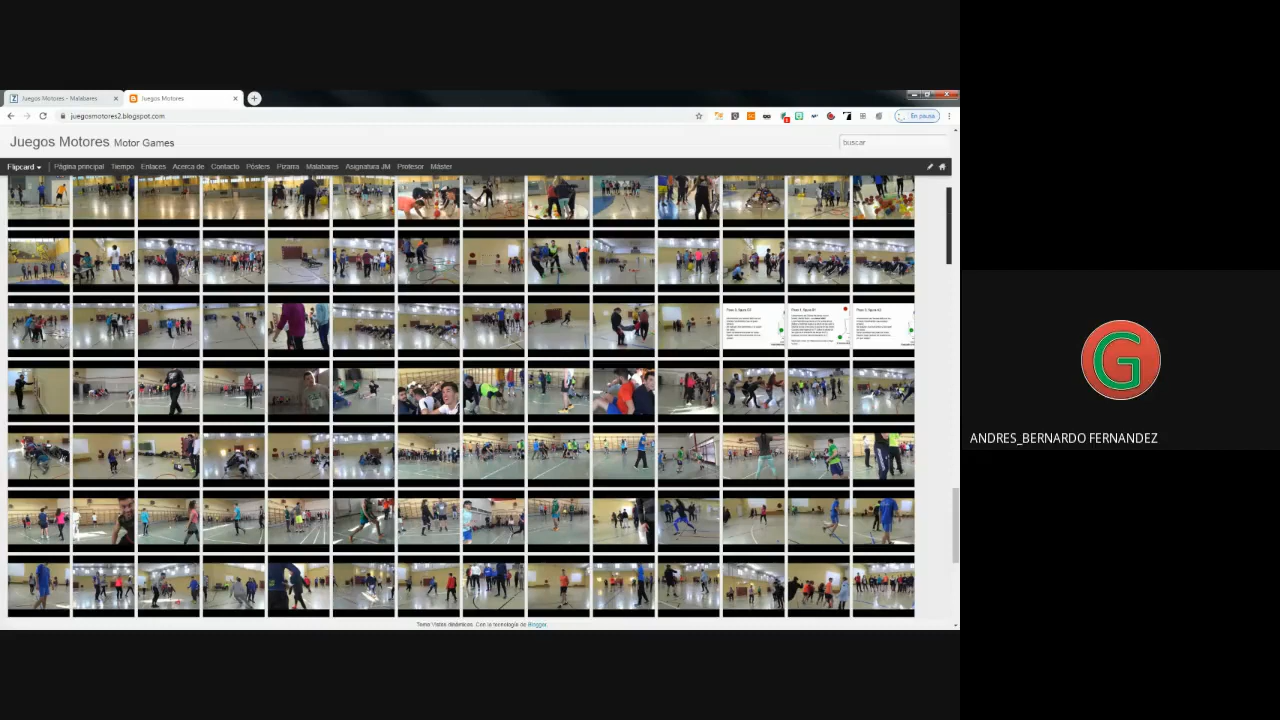 Juegos Motores - Malabares
Juegos Motores
juegosmotores2.blogspot.com
En pausa
Juegos Motores Motor Games
buscar
Flipcard
Página principal Tiempo Enlaces Acerca de Contacto Pósters Pizarra Malabares Asignatura JM Profesor Máster
G
ANDRES_BERNARDO FERNANDEZ
Tema Vistas dinámicas. Con la tecnología de Blogger.